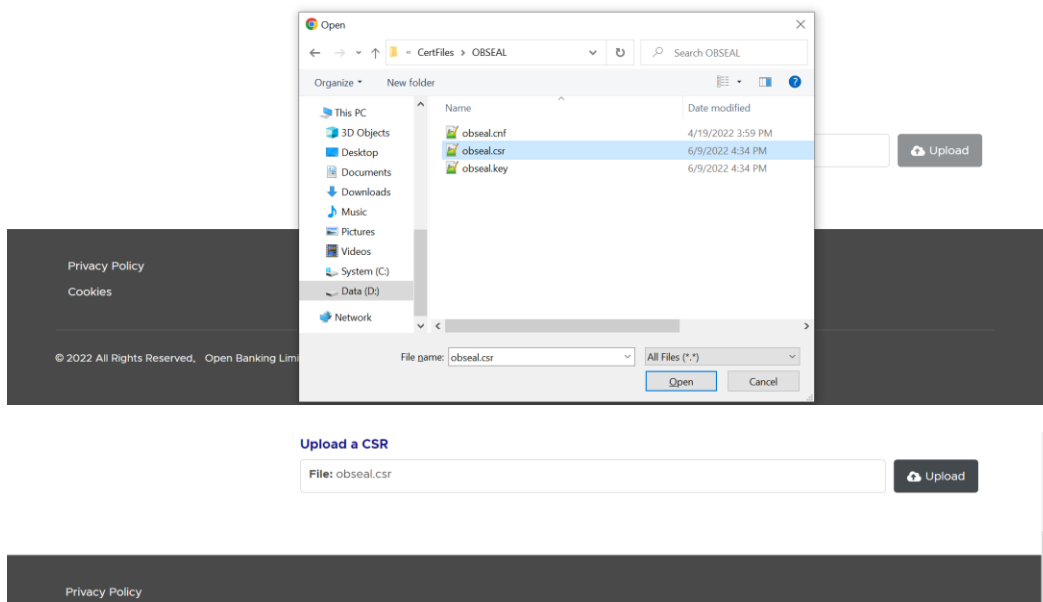 Open
« CertFiles > OBSEAL
Search OBSEAL
Organize
New folder
This PC
3D Objects
Desktop
Documents
Downloads
Music
Pictures
Videos
System (C:)
Data (D:)
Network
Name
Date modified
obseal.cnf
4/19/2022 3:59 PM
obseal.csr
6/9/2022 4:34 PM
obseal.key
6/9/2022 4:34 PM
File name:
obseal.csr
All Files (*.*)
Open
Cancel
Upload
Privacy Policy
Cookies
© 2022 All Rights Reserved, Open Banking Limi
Upload a CSR
File: obseal.csr
Upload
Privacy Policy